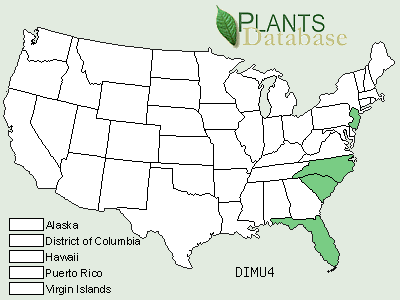 PLANTS
Database
Alaska
District of Columbia
Hawaii
Puerto Rico
Virgin Islands
DIMU4